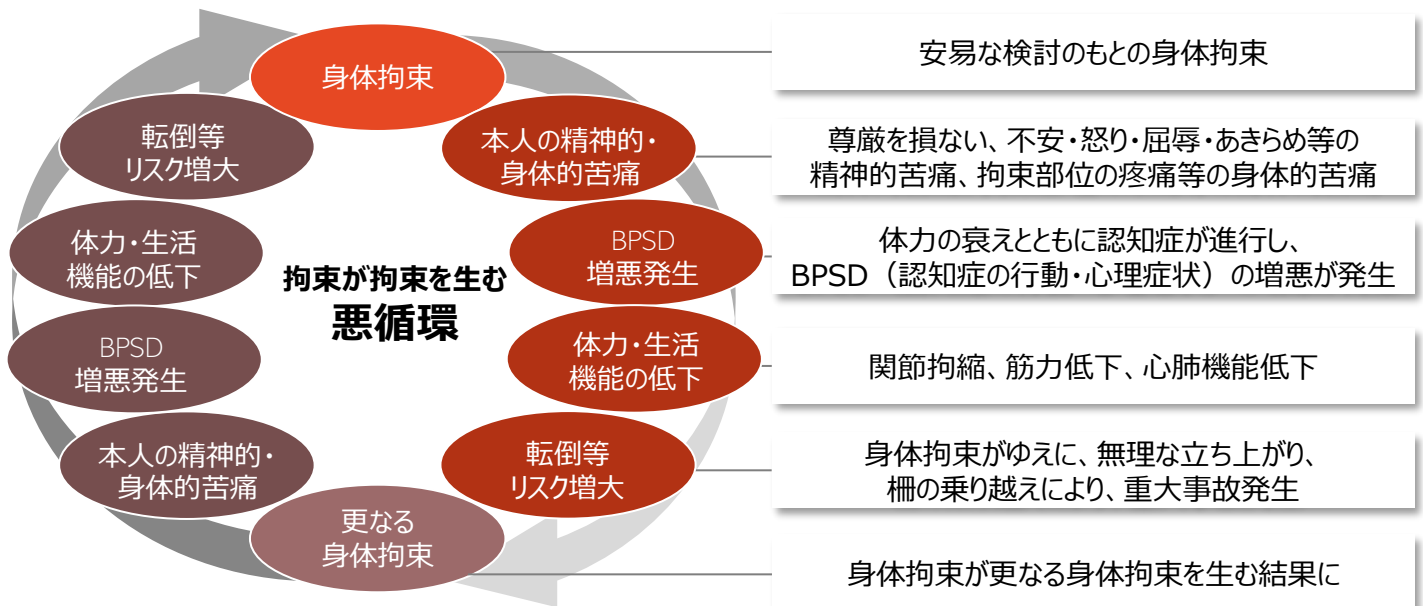 身体拘束
本人の精神的・
身体的苦痛
BPSD
増悪発生
体力・生活
機能の低下
転倒等
リスク増大
更なる
身体拘束
本人の精神的・
身体的苦痛
BPSD
増悪発生
体力・生活
機能の低下
転倒等
リスク増大
拘束が拘束を生む
悪循環
安易な検討のもとの身体拘束
尊厳を損ない、不安・怒り・屈辱・あきらめ等の
精神的苦痛、拘束部位の疼痛等の身体的苦痛
体力の衰えとともに認知症が進行し、
BPSD（認知症の行動・心理症状）の増悪が発生
関節拘縮、筋力低下、心肺機能低下
身体拘束がゆえに、無理な立ち上がり、
柵の乗り越えにより、重大事故発生
身体拘束が更なる身体拘束を生む結果に